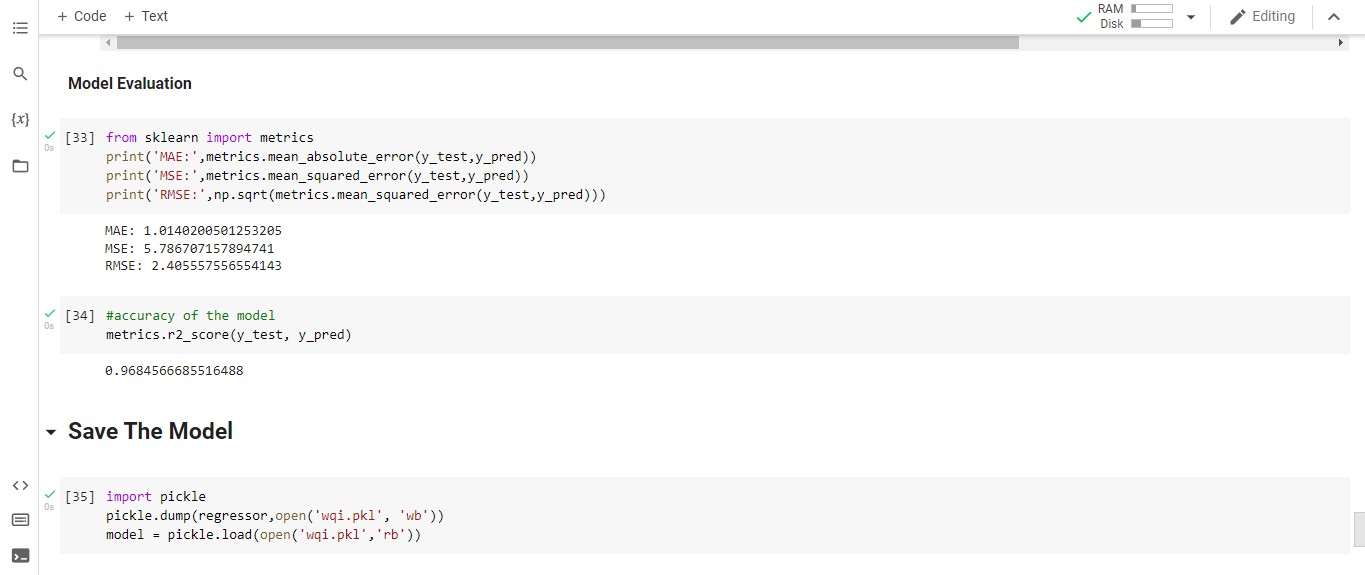 + Code + Text
RAM
Disk
Editing
{x}
Model Evaluation
[33] from sklearn import metrics
print('MAE:',metrics.mean_absolute_error(y_test,y_pred))
print('MSE:',metrics.mean_squared_error(y_test,y_pred))
print('RMSE:',np.sqrt(metrics.mean_squared_error(y_test,y_pred)))
0s
MAE: 1.0140200501253205
MSE: 5.786707157894741
RMSE: 2.405557556554143
[34] #accuracy of the model
metrics.r2_score(y_test, y_pred)
0s
0.9684566685516488
Save The Model
[35] import pickle
pickle.dump(regressor,open('wqi.pkl', 'wb'))
model = pickle.load(open('wqi.pkl','rb'))
0s